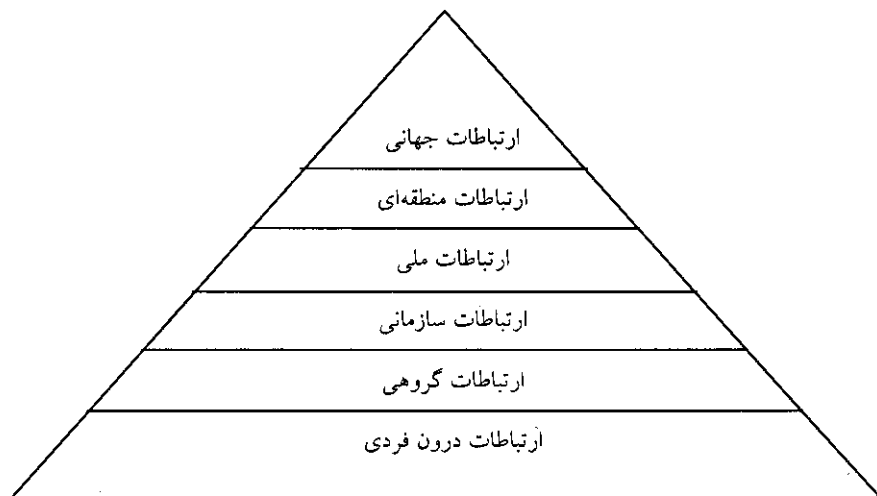 ارتباطات جهانی
ارتباطات منطقه‌ای
ارتباطات ملی
ارتباطات سازمانی
ارتباطات گروهی
ارتباطات درون فردی